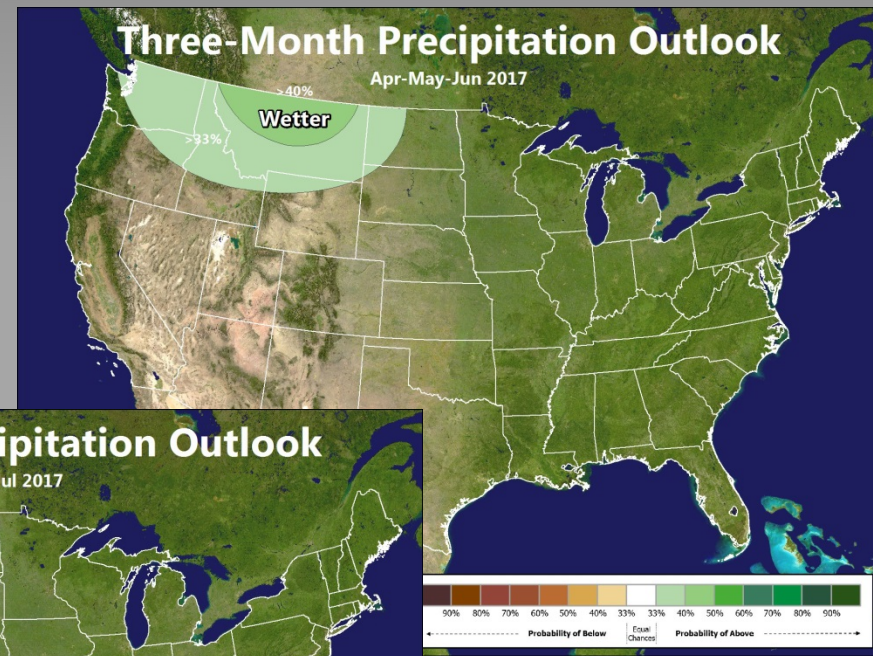 Three-Month Precipitation Outlook
Apr-May-Jun 2017
>40%
Wetter
>33%
ipitation Outlook
ul 2017
90% 80% 70% 60% 50% 40% 33% 33% 40% 50% 60% 70% 80% 90%
Probability of Below Equal Chances Probability of Above